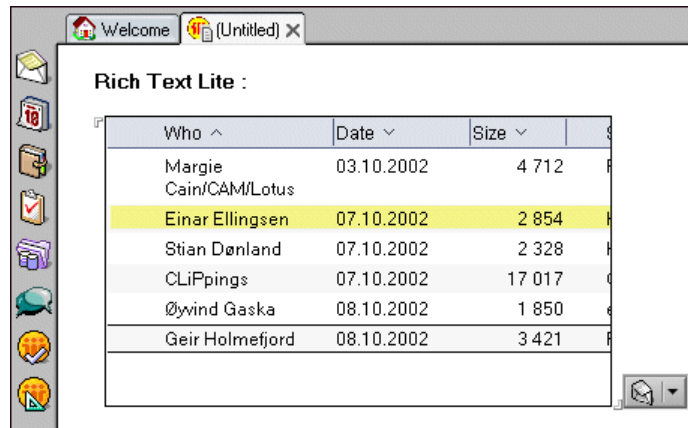 Welcome (Untitled)
Rich Text Lite :
Who Date Size
Margie 03.10.2002 4 712
Cain/CAM/Lotus
Einar Ellingsen 07.10.2002 2 854
Stian Dønland 07.10.2002 2 328
CLiPpings 07.10.2002 17 017
Øyvind Gaska 08.10.2002 1 850
Geir Holmefjord 08.10.2002 3 421